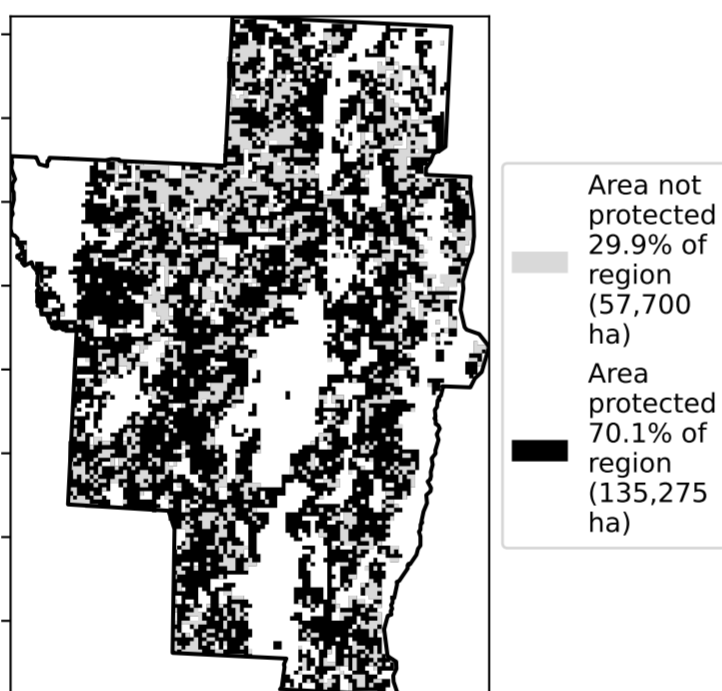 Area not
protected
29.9% of
region
(57,700
ha)
Area
protected
70.1% of
region
(135,275
ha)